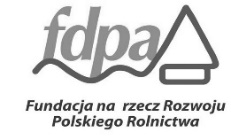 fdpa
Fundacja na rzecz Rozwoju
Polskiego Rolnictwa